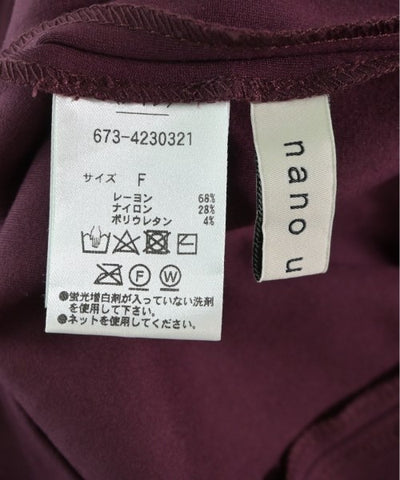 673-4230321
サイズ F
レーヨン 68%
ナイロン 28%
ポリウレタン 4%
F W
●蛍光増白剤が入っていない洗剤
を使用して下さい。
●ネットを使用してください。
nano u